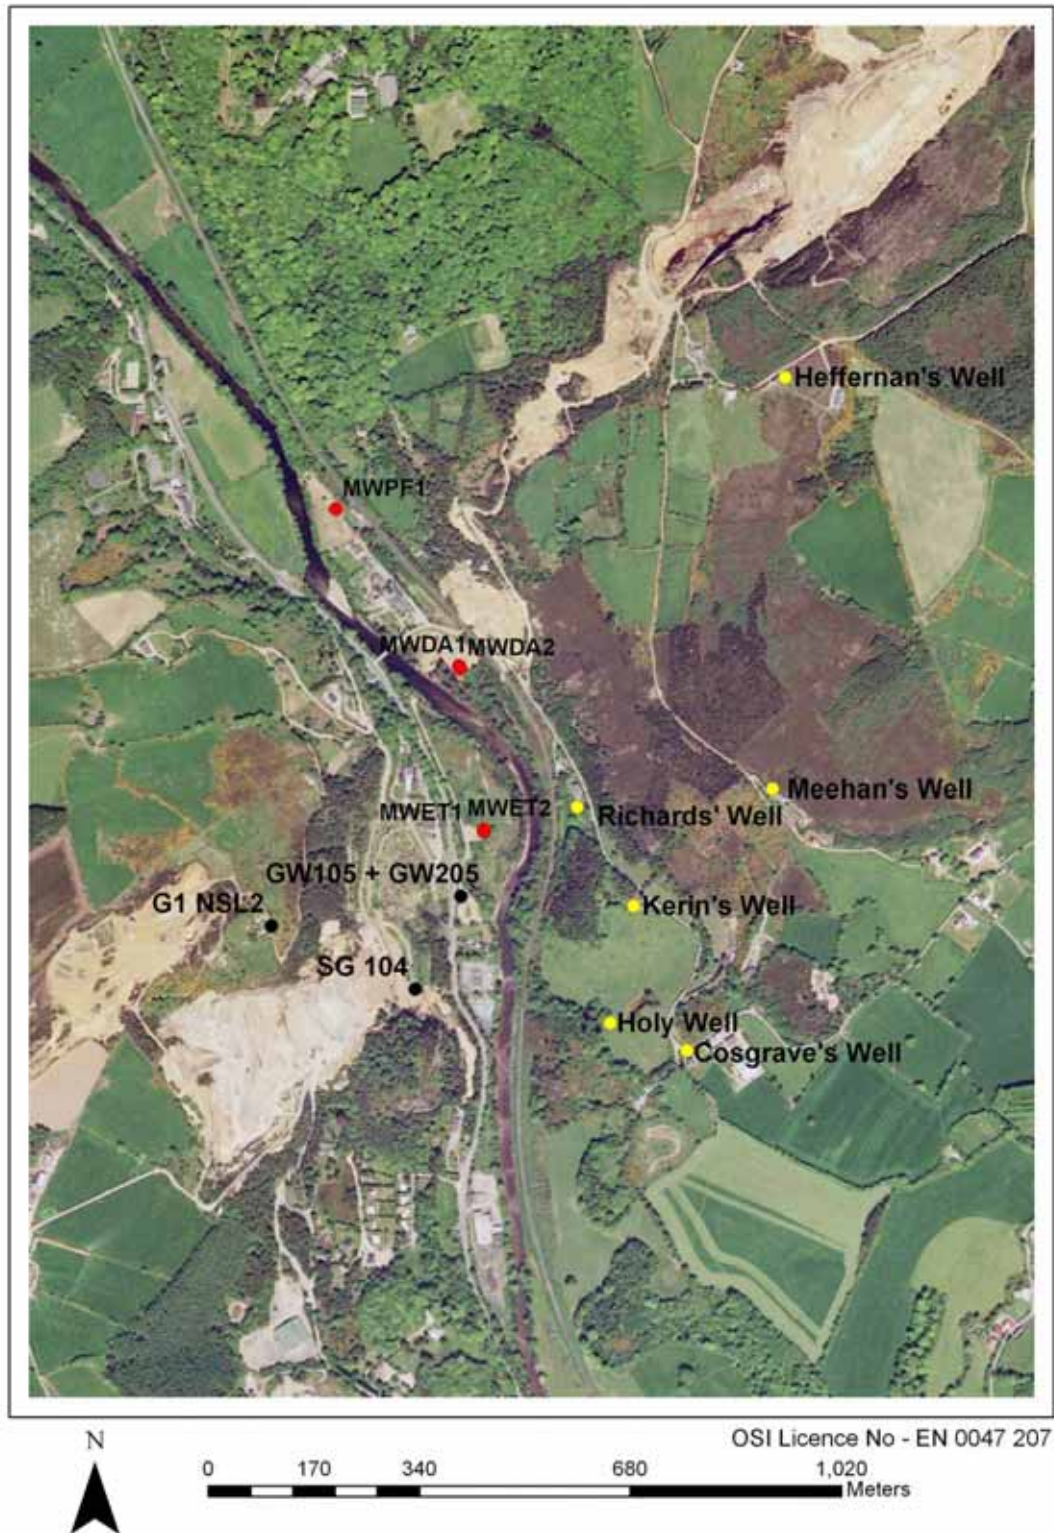 Heffernan's Well
MWPF1
MWDA1 MWDA2
Meehan's Well
MWET1 MWET2
Richards' Well
GW105 + GW205
G1 NSL2
Kerin's Well
SG 104
Holy Well
Cosgrave's Well
OSI Licence No - EN 0047 207
N
0 170 340 680 1,020
Meters